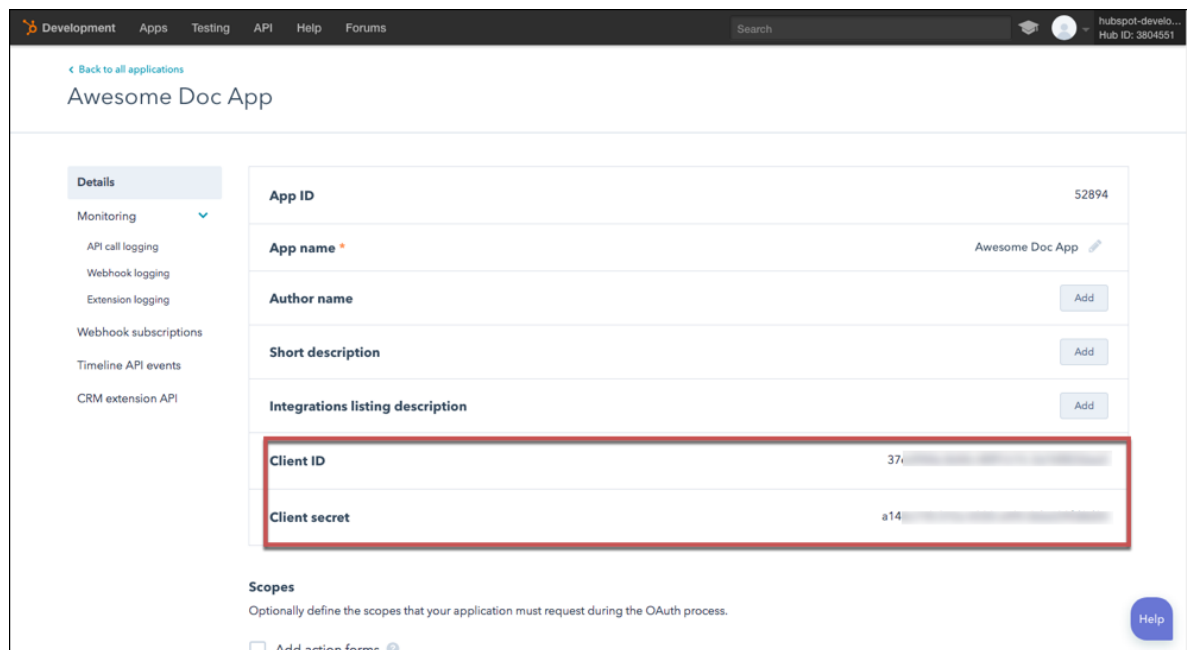 Development Apps Testing API Help Forums Search hubspot-develo...
Hub ID: 3804551
Back to all applications
Awesome Doc App
Details
Monitoring
API call logging
Webhook logging
Extension logging
Webhook subscriptions
Timeline API events
CRM extension API
App ID 52894
App name * Awesome Doc App
Author name Add
Short description Add
Integrations listing description Add
Client ID 37
Client secret a14
Scopes
Optionally define the scopes that your application must request during the OAuth process.
Add action forms
Help